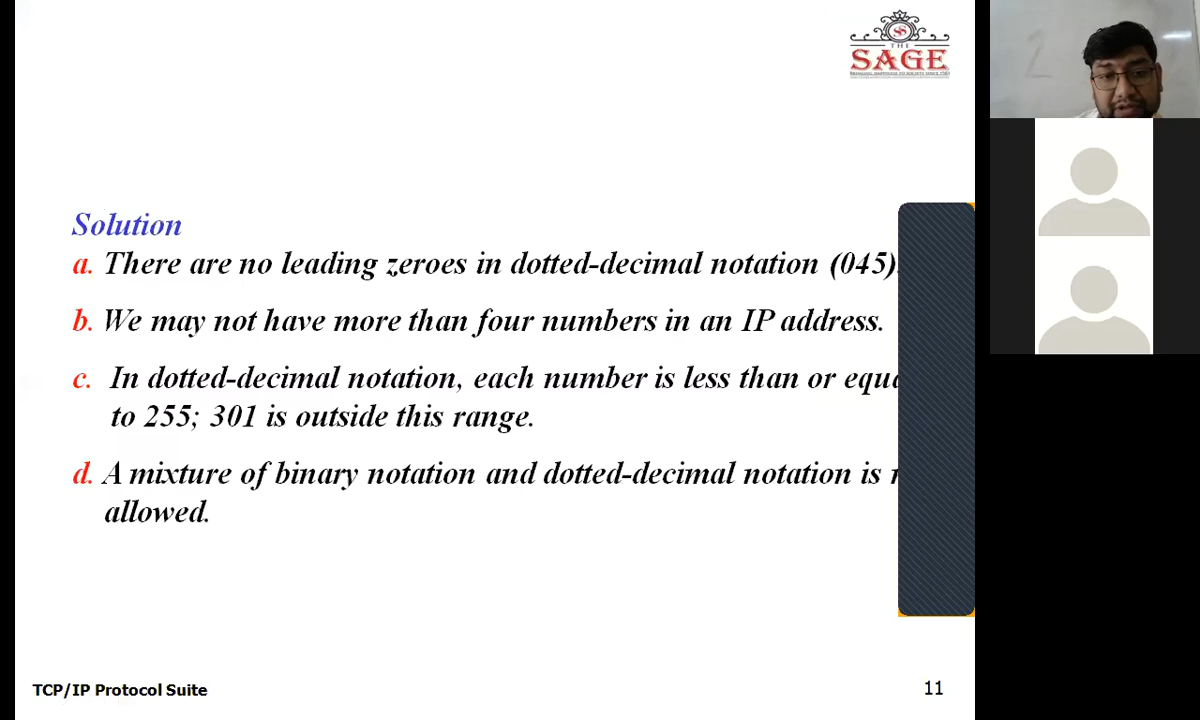 THE
SAGE
Solution
a. There are no leading zeroes in dotted-decimal notation (045)
b. We may not have more than four numbers in an IP address.
c. In dotted-decimal notation, each number is less than or equa
to 255; 301 is outside this range.
d. A mixture of binary notation and dotted-decimal notation is
allowed.
TCP/IP Protocol Suite
11